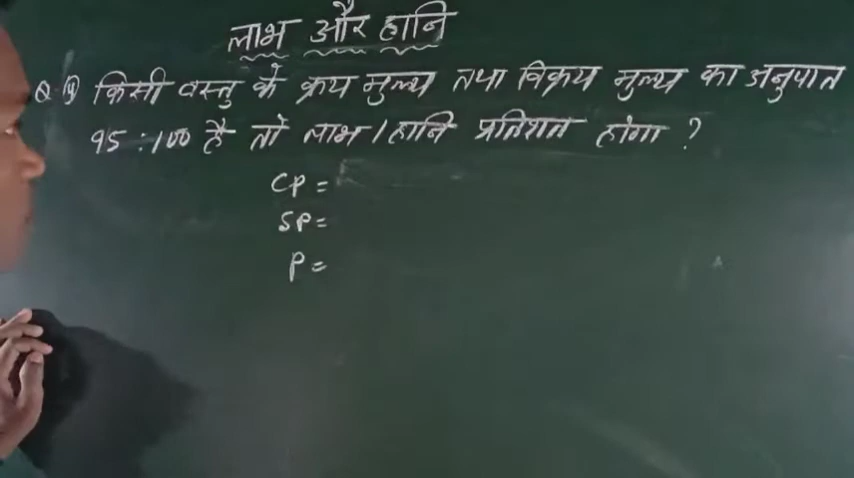 लाभ और हानि
Q. (1) किसी वस्तु के क्रय मुल्य तथा विक्रय मुल्य का अनुपात
95 : 100 है तो लाभ / हानि प्रतिशत होगा ?
CP =
SP =
P =